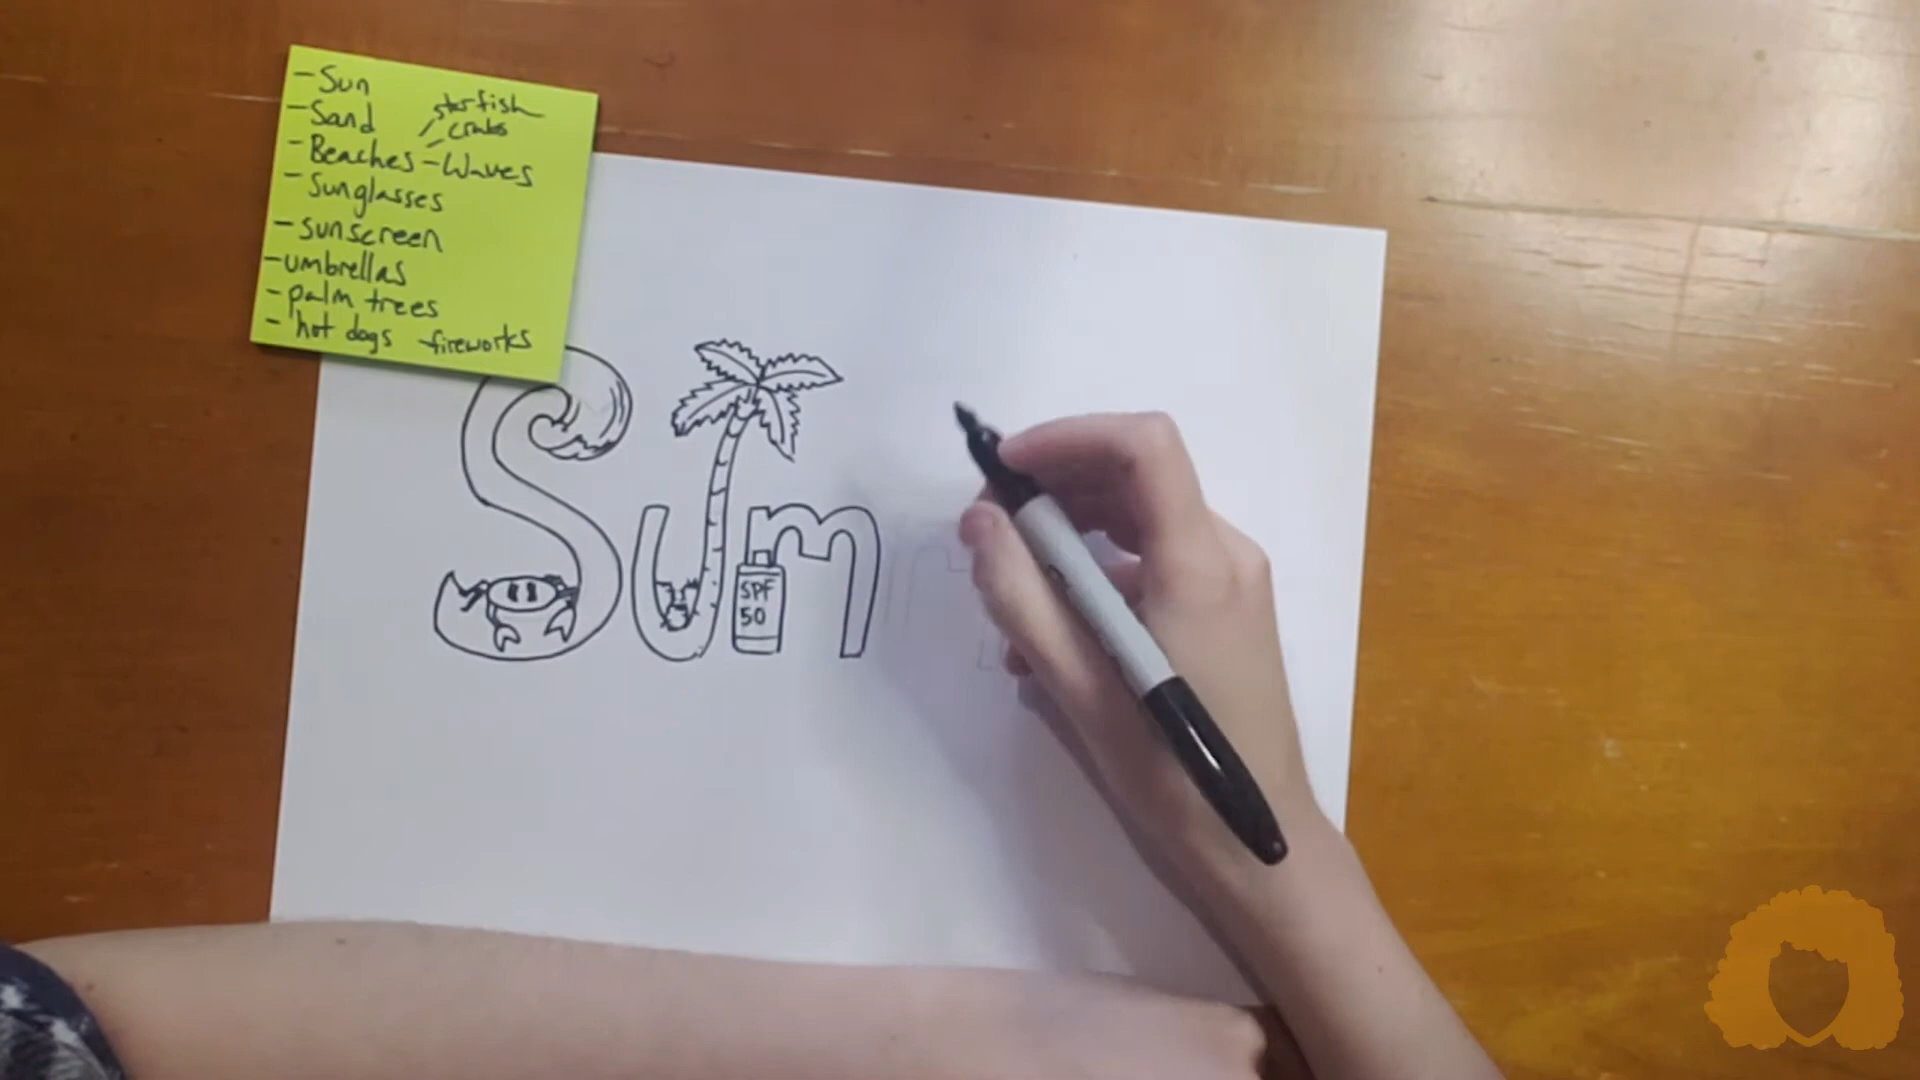 - Sun
- Sand
starfish
crabs
- Beaches - Waves
- Sunglasses
- sunscreen
- umbrellas
- palm trees
- hot dogs - fireworks
Sum
SPF
50